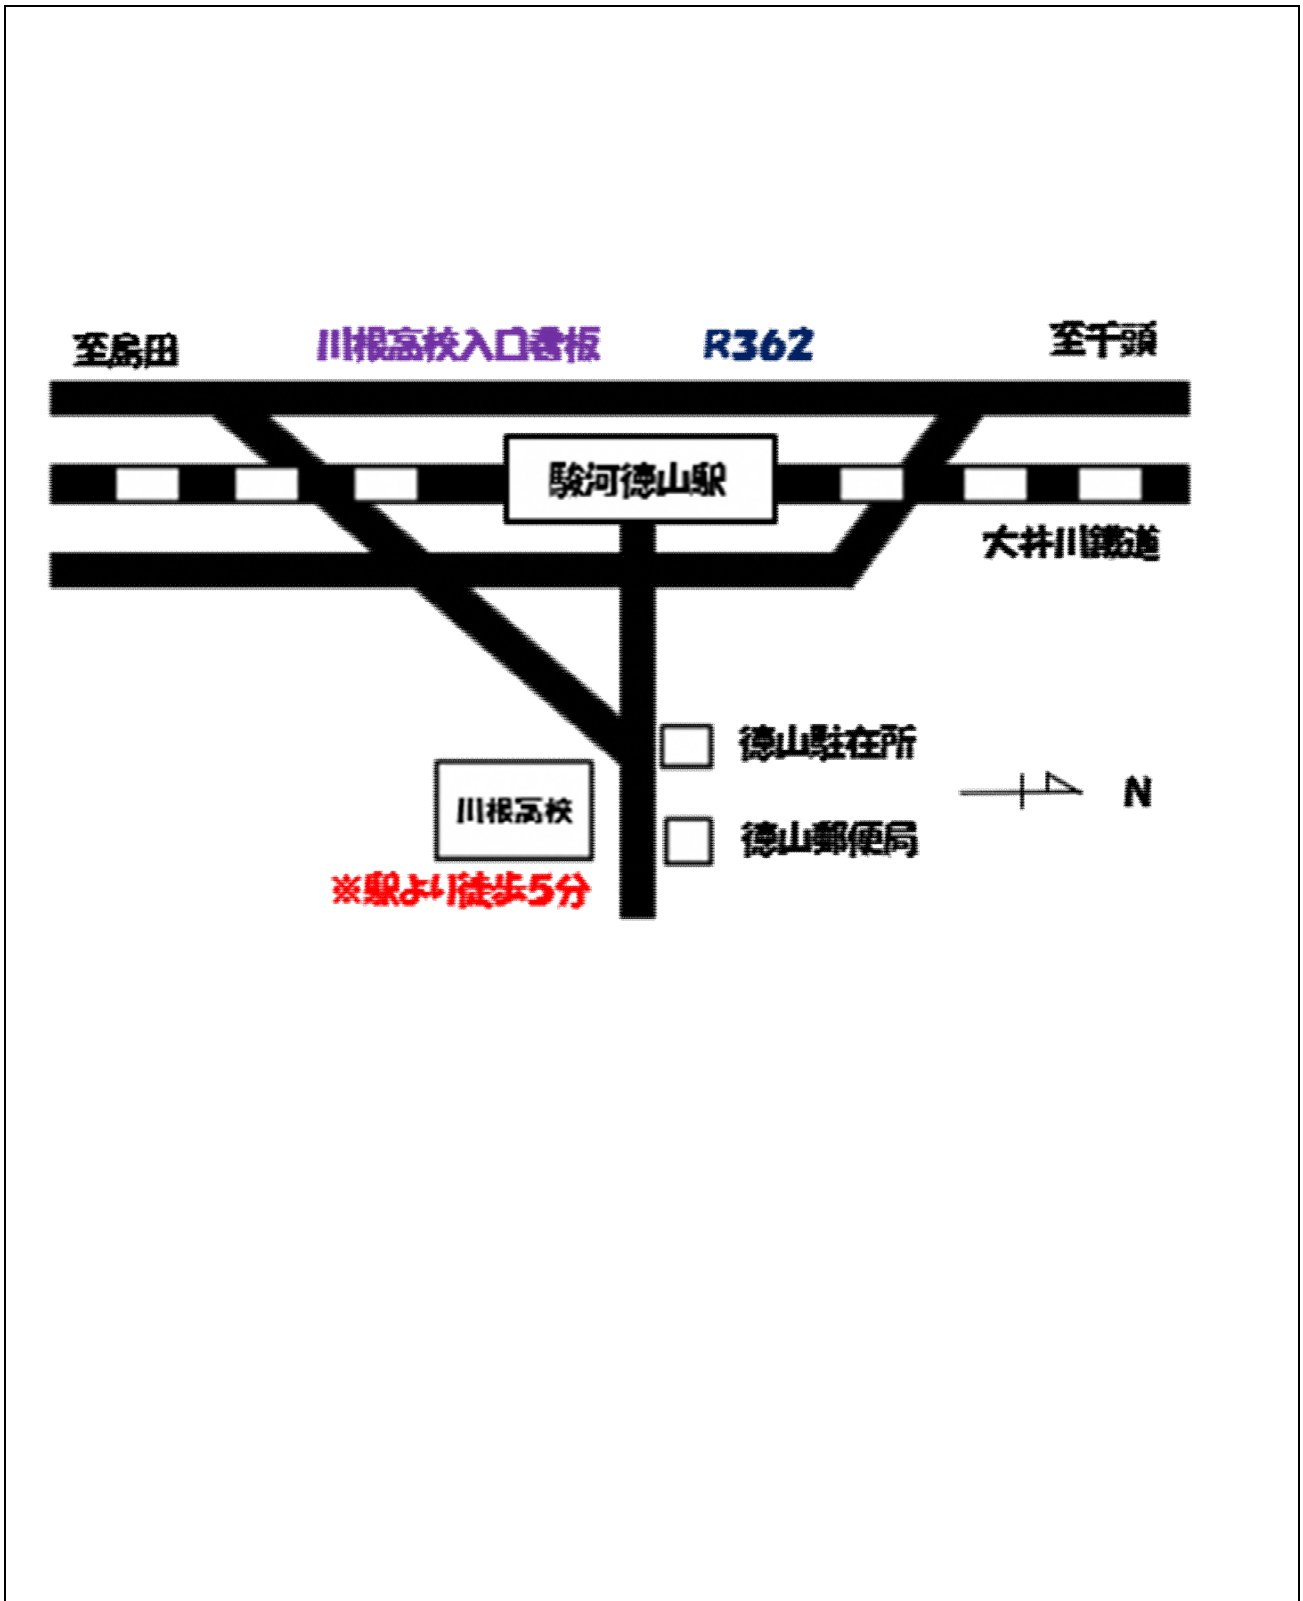 至島田
川根高校入口看板
R362
至千頭
駿河徳山駅
大井川鐵道
徳山駐在所
川根高校
N
徳山郵便局
※駅より徒歩5分